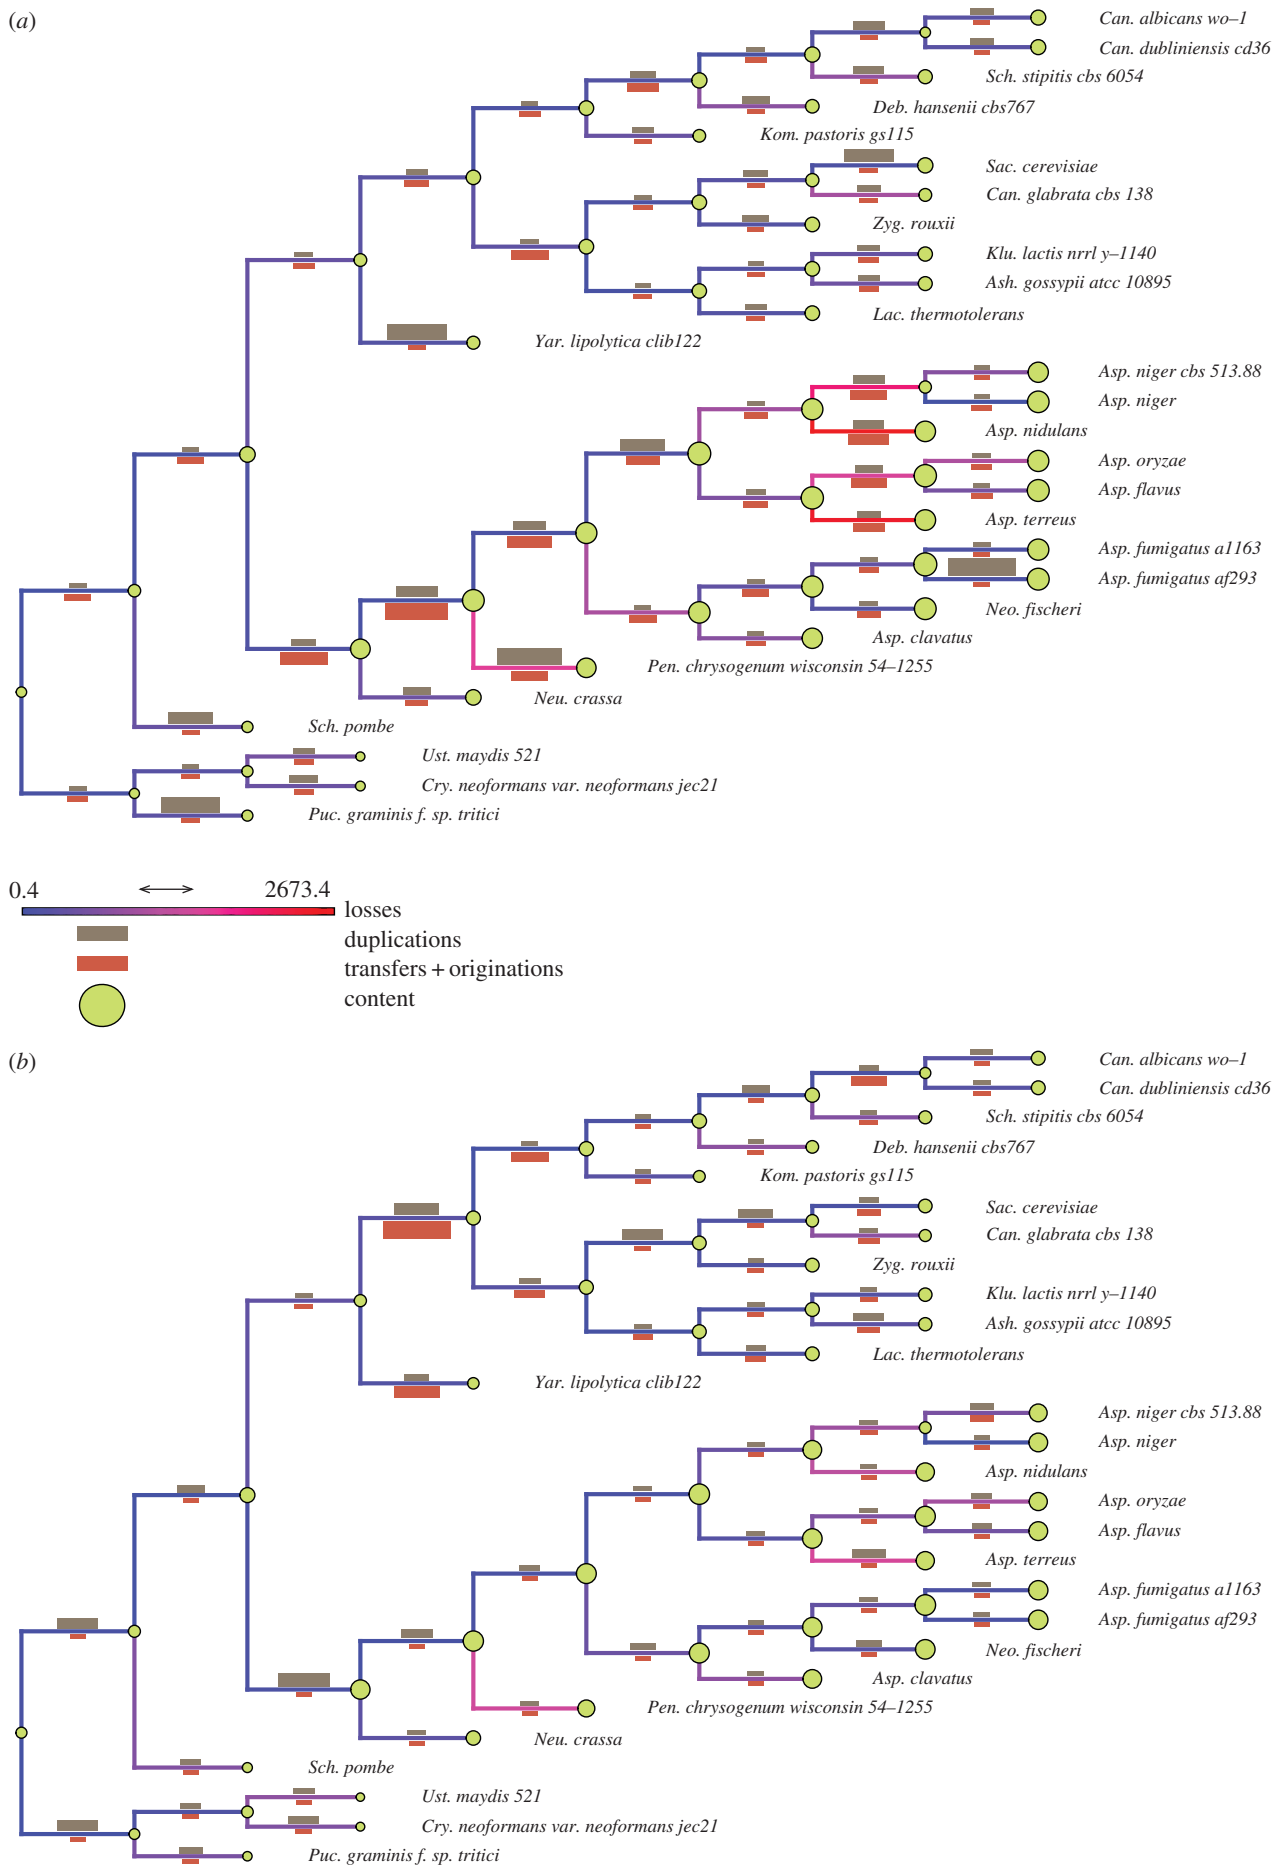 (a)
Can. albicans wo–1
Can. dubliniensis cd36
Sch. stipitis cbs 6054
Deb. hansenii cbs767
Kom. pastoris gs115
Sac. cerevisiae
Can. glabrata cbs 138
Zyg. rouxii
Klu. lactis nrrl y–1140
Ash. gossypii atcc 10895
Lac. thermotolerans
Yar. lipolytica clib122
Asp. niger cbs 513.88
Asp. niger
Asp. nidulans
Asp. oryzae
Asp. flavus
Asp. terreus
Asp. fumigatus a1163
Asp. fumigatus af293
Neo. fischeri
Asp. clavatus
Pen. chrysogenum wisconsin 54–1255
Neu. crassa
Sch. pombe
Ust. maydis 521
Cry. neoformans var. neoformans jec21
Puc. graminis f. sp. tritici
0.4 2673.4
losses
duplications
transfers + originations
content
(b)
Can. albicans wo–1
Can. dubliniensis cd36
Sch. stipitis cbs 6054
Deb. hansenii cbs767
Kom. pastoris gs115
Sac. cerevisiae
Can. glabrata cbs 138
Zyg. rouxii
Klu. lactis nrrl y–1140
Ash. gossypii atcc 10895
Lac. thermotolerans
Yar. lipolytica clib122
Asp. niger cbs 513.88
Asp. niger
Asp. nidulans
Asp. oryzae
Asp. flavus
Asp. terreus
Asp. fumigatus a1163
Asp. fumigatus af293
Neo. fischeri
Asp. clavatus
Pen. chrysogenum wisconsin 54–1255
Neu. crassa
Sch. pombe
Ust. maydis 521
Cry. neoformans var. neoformans jec21
Puc. graminis f. sp. tritici